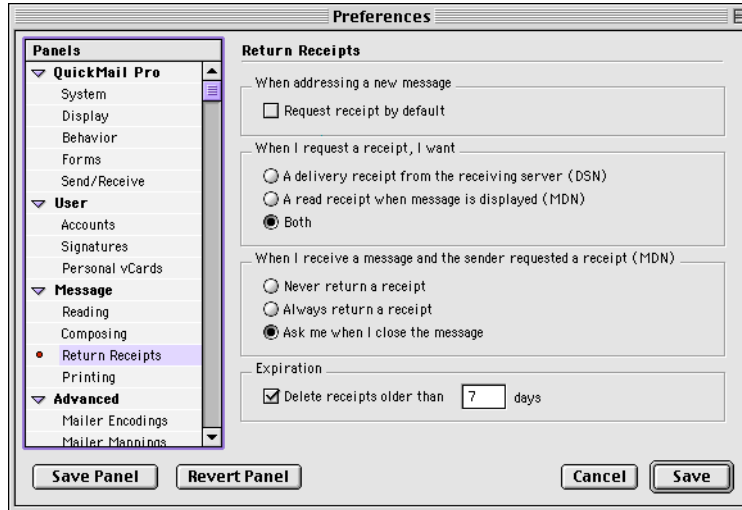 Preferences
Panels
QuickMail Pro
System
Display
Behavior
Forms
Send/Receive
User
Accounts
Signatures
Personal vCards
Message
Reading
Composing
Return Receipts
Printing
Advanced
Mailer Encodings
Mailer Mappings
Return Receipts
When addressing a new message
Request receipt by default
When I request a receipt, I want
A delivery receipt from the receiving server (DSN)
A read receipt when message is displayed (MDN)
Both
When I receive a message and the sender requested a receipt (MDN)
Never return a receipt
Always return a receipt
Ask me when I close the message
Expiration
Delete receipts older than 7 days
Save Panel Revert Panel Cancel Save